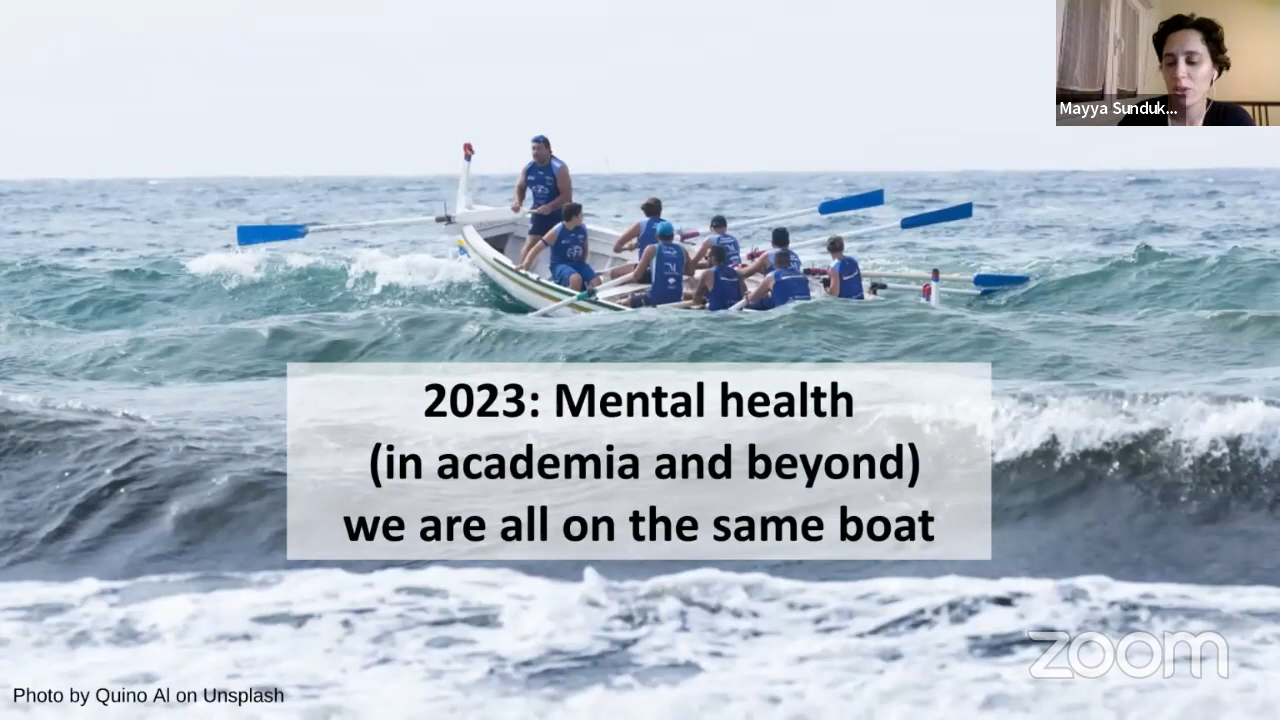 Mayya Sunduk...
2023: Mental health
(in academia and beyond)
we are all on the same boat
zoom
Photo by Quino Al on Unsplash